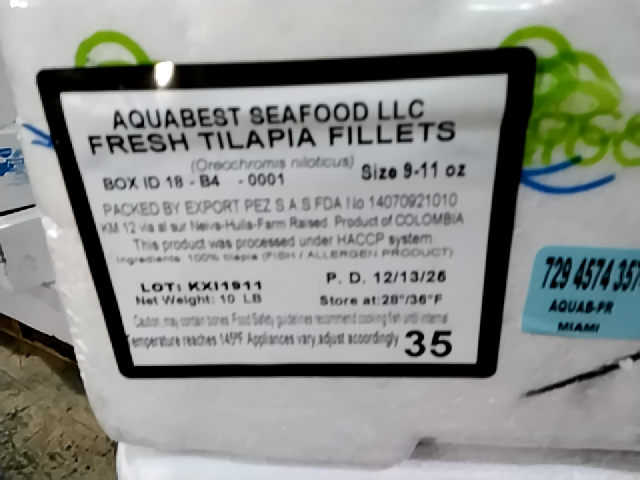 AQUABEST SEAFOOD LLC
FRESH TILAPIA FILLETS
(Oreochromis niloticus)
BOX ID 18 - B4 - 0001 Size 9-11 oz
PACKED BY EXPORT PEZ S A S FDA No 14070921010
KM 12 via al sur Neiva-Huila-Farm Raised. Product of COLOMBIA
This product was processed under HACCP system
Ingredients 100% tilapia (FISH / ALLERGEN PRODUCT)
LOT: KXI1911 P. D. 12/13/26
Net Weight: 10 LB Store at:28°/36°F
Caution, may contain bones. Food Safety guidelines recommend cooking fish until internal
temperature reaches 145ºF Appliances vary,adjust acoordingly 35
729 4574 357
AQUAB-PR
MIAMI